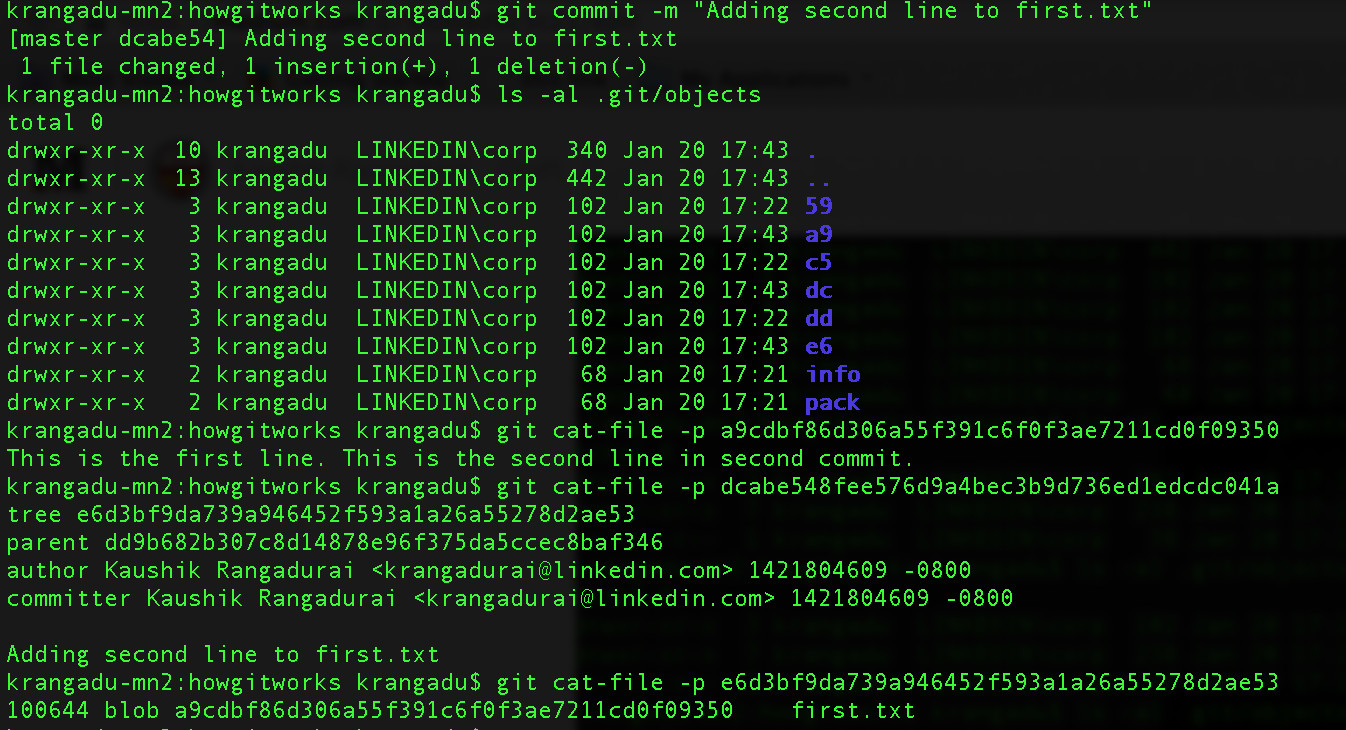 krangadu-mn2:howgitworks krangadu$ git commit -m "Adding second line to first.txt"
[master dcabe54] Adding second line to first.txt
 1 file changed, 1 insertion(+), 1 deletion(-)
krangadu-mn2:howgitworks krangadu$ ls -al .git/objects
total 0
drwxr-xr-x  10 krangadu  LINKEDIN\corp  340 Jan 20 17:43 .
drwxr-xr-x  13 krangadu  LINKEDIN\corp  442 Jan 20 17:43 ..
drwxr-xr-x   3 krangadu  LINKEDIN\corp  102 Jan 20 17:22 59
drwxr-xr-x   3 krangadu  LINKEDIN\corp  102 Jan 20 17:43 a9
drwxr-xr-x   3 krangadu  LINKEDIN\corp  102 Jan 20 17:22 c5
drwxr-xr-x   3 krangadu  LINKEDIN\corp  102 Jan 20 17:43 dc
drwxr-xr-x   3 krangadu  LINKEDIN\corp  102 Jan 20 17:22 dd
drwxr-xr-x   3 krangadu  LINKEDIN\corp  102 Jan 20 17:43 e6
drwxr-xr-x   2 krangadu  LINKEDIN\corp   68 Jan 20 17:21 info
drwxr-xr-x   2 krangadu  LINKEDIN\corp   68 Jan 20 17:21 pack
krangadu-mn2:howgitworks krangadu$ git cat-file -p a9cdbf86d306a55f391c6f0f3ae7211cd0f09350
This is the first line. This is the second line in second commit.
krangadu-mn2:howgitworks krangadu$ git cat-file -p dcabe548fee576d9a4bec3b9d736ed1edcdc041a
tree e6d3bf9da739a946452f593a1a26a55278d2ae53
parent dd9b682b307c8d14878e96f375da5ccec8baf346
author Kaushik Rangadurai <krangadurai@linkedin.com> 1421804609 -0800
committer Kaushik Rangadurai <krangadurai@linkedin.com> 1421804609 -0800

Adding second line to first.txt
krangadu-mn2:howgitworks krangadu$ git cat-file -p e6d3bf9da739a946452f593a1a26a55278d2ae53
100644 blob a9cdbf86d306a55f391c6f0f3ae7211cd0f09350    first.txt